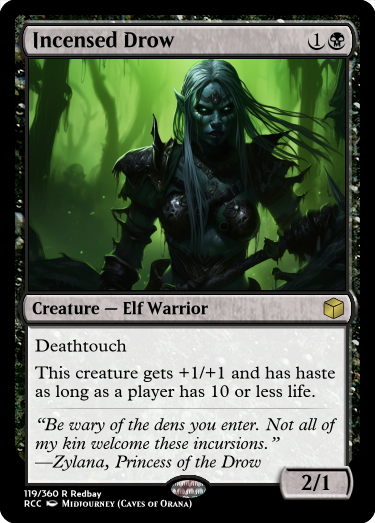 Incensed Drow 1
Creature — Elf Warrior
Deathtouch
This creature gets +1/+1 and has haste
as long as a player has 10 or less life.
“Be wary of the dens you enter. Not all of
my kin welcome these incursions.”
—Zylana, Princess of the Drow
2/1
119/360 R Redbay
RCC Midjourney (Caves of Orana)